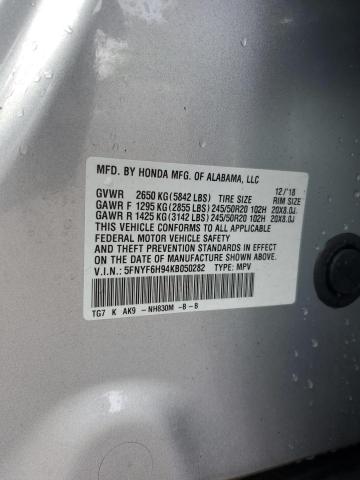 MFD. BY HONDA MFG. OF ALABAMA, LLC
12/'18
GVWR 2650 KG (5842 LBS) TIRE SIZE RIM SIZE
GAWR F 1295 KG (2855 LBS) 245/50R20 102H 20X8.0J
GAWR R 1425 KG (3142 LBS) 245/50R20 102H 20X8.0J
THIS VEHICLE CONFORMS TO ALL APPLICABLE
FEDERAL MOTOR VEHICLE SAFETY
AND THEFT PREVENTION STANDARDS IN EFFECT
ON THE DATE OF MANUFACTURE SHOWN ABOVE.
V.I.N.: 5FNYF6H94KB050282 TYPE: MPV
TG7 K AK9 -NH830M -B -B